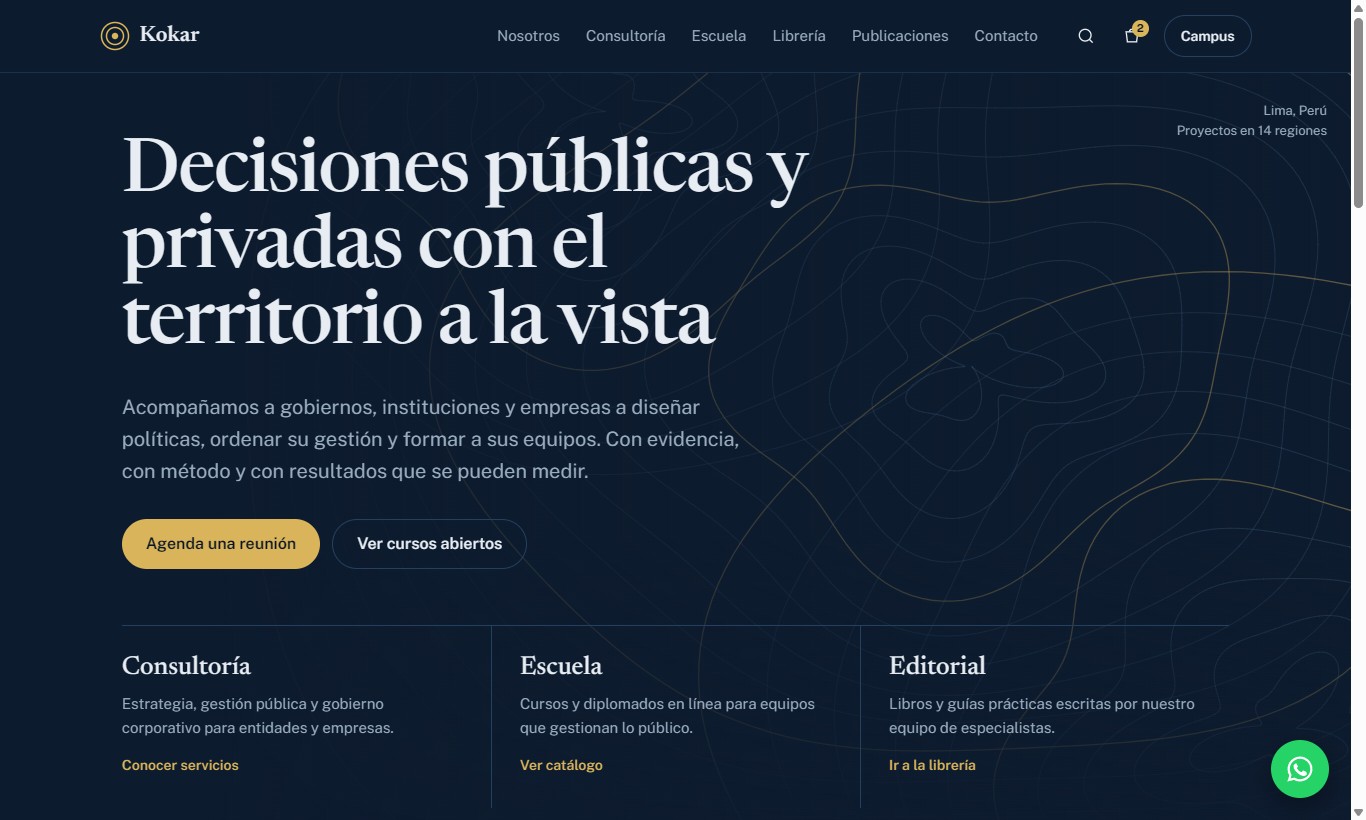 Kokar
Nosotros
Consultoría
Escuela
Librería
Publicaciones
Contacto
2
Campus
Lima, Perú
Proyectos en 14 regiones
Decisiones públicas y
privadas con el
territorio a la vista
Acompañamos a gobiernos, instituciones y empresas a diseñar
políticas, ordenar su gestión y formar a sus equipos. Con evidencia,
con método y con resultados que se pueden medir.
Agenda una reunión
Ver cursos abiertos
Consultoría
Estrategia, gestión pública y gobierno
corporativo para entidades y empresas.
Conocer servicios
Escuela
Cursos y diplomados en línea para equipos
que gestionan lo público.
Ver catálogo
Editorial
Libros y guías prácticas escritas por nuestro
equipo de especialistas.
Ir a la librería